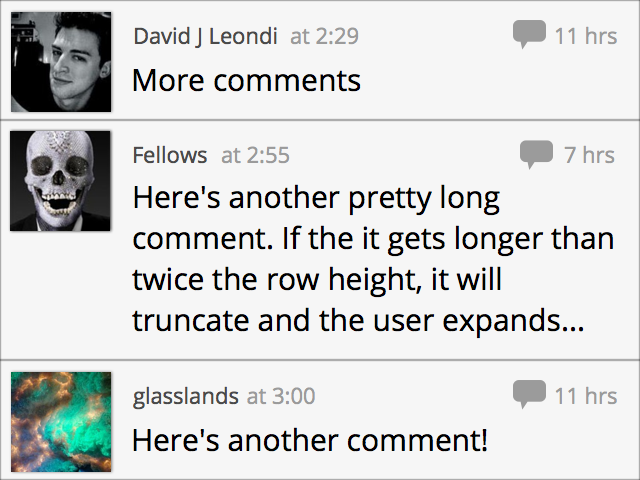 David J Leondi at 2:29 11 hrs
More comments
Fellows at 2:55 7 hrs
Here's another pretty long
comment. If the it gets longer than
twice the row height, it will
truncate and the user expands...
glasslands at 3:00 11 hrs
Here's another comment!